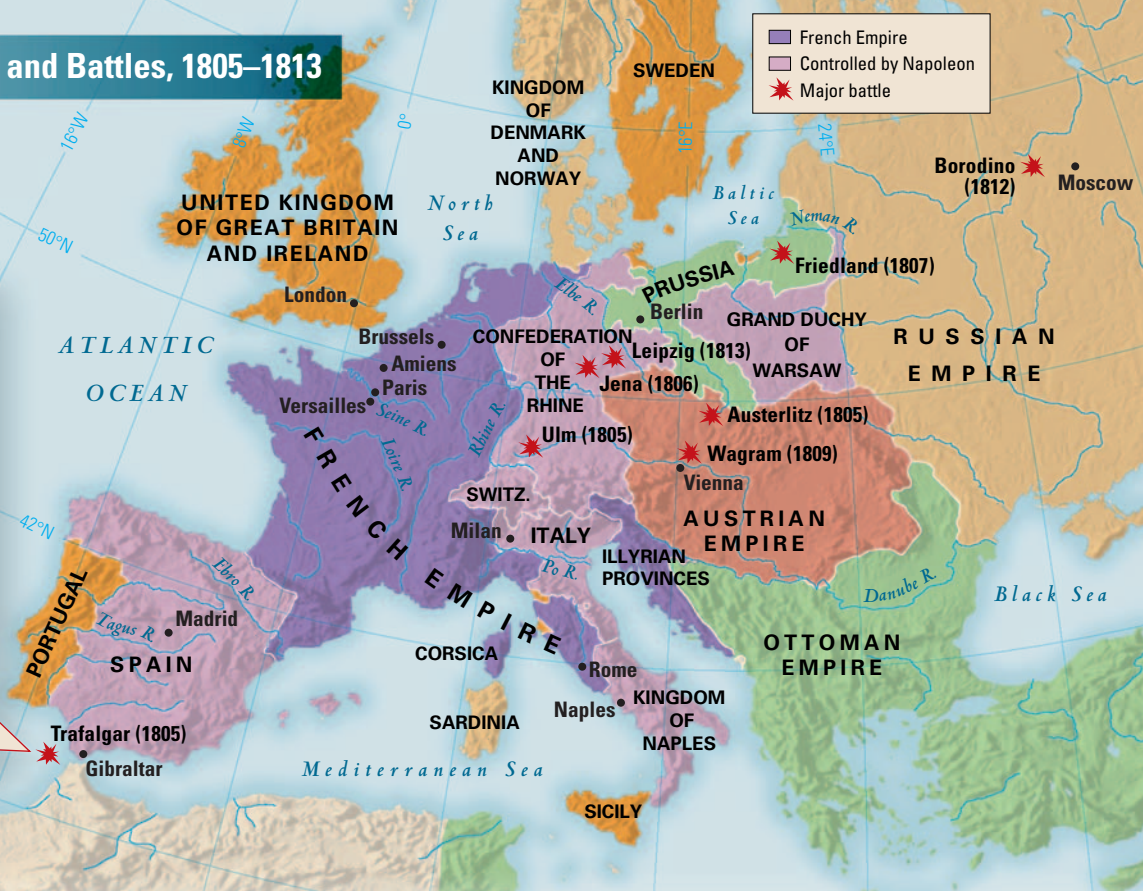 and Battles, 1805–1813
French Empire
Controlled by Napoleon
Major battle
16°W
8°W
0°
16°E
24°E
50°N
42°N
SWEDEN
KINGDOM
OF
DENMARK
AND
NORWAY
Borodino
(1812)
Moscow
UNITED KINGDOM
OF GREAT BRITAIN
AND IRELAND
North
Sea
Baltic
Sea
Neman R.
Friedland (1807)
PRUSSIA
London
Elbe R.
Berlin
GRAND DUCHY
OF
WARSAW
RUSSIAN
EMPIRE
ATLANTIC
OCEAN
Brussels
Amiens
Paris
Versailles
Seine R.
Loire R.
Rhine R.
CONFEDERATION
OF
THE
RHINE
Leipzig (1813)
Jena (1806)
Austerlitz (1805)
Ulm (1805)
Wagram (1809)
Vienna
FRENCH EMPIRE
SWITZ.
Milan
ITALY
Po R.
AUSTRIAN
EMPIRE
ILLYRIAN
PROVINCES
Danube R.
Black Sea
PORTUGAL
Ebro R.
Tagus R.
Madrid
SPAIN
CORSICA
Rome
OTTOMAN
EMPIRE
SARDINIA
Naples
KINGDOM
OF
NAPLES
Trafalgar (1805)
Gibraltar
Mediterranean Sea
SICILY